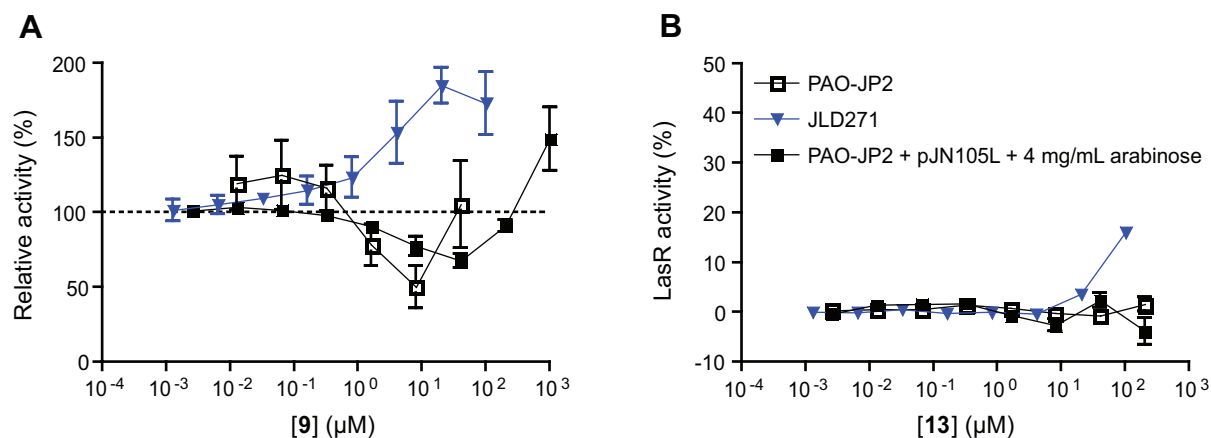 A
Relative activity (%)
200
150
100
50
0
10⁻⁴ 10⁻³ 10⁻² 10⁻¹ 10⁰ 10¹ 10² 10³
[9] (μM)
B
LasR activity (%)
50
40
30
20
10
0
-10
10⁻⁴ 10⁻³ 10⁻² 10⁻¹ 10⁰ 10¹ 10² 10³
[13] (μM)
PAO-JP2
JLD271
PAO-JP2 + pJN105L + 4 mg/mL arabinose